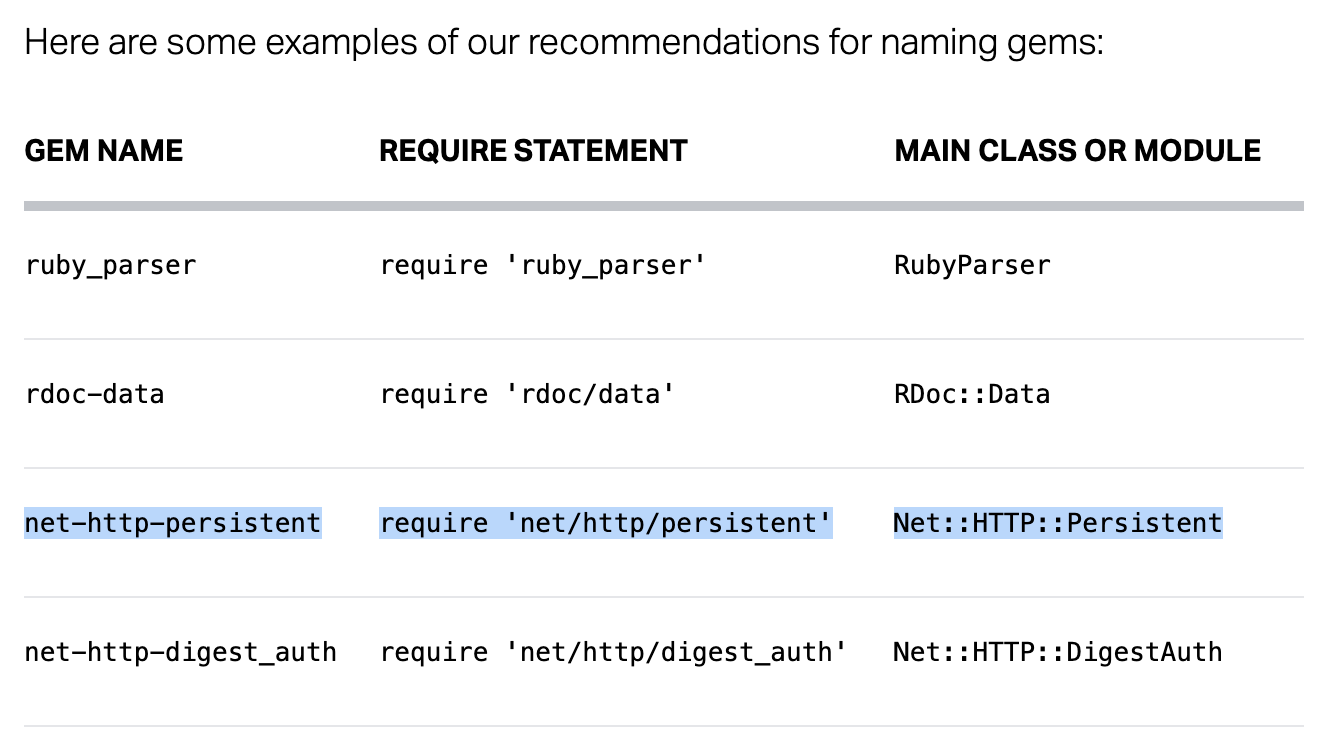 Here are some examples of our recommendations for naming gems:
GEM NAME REQUIRE STATEMENT MAIN CLASS OR MODULE
ruby_parser require 'ruby_parser' RubyParser
rdoc-data require 'rdoc/data' RDoc::Data
net-http-persistent require 'net/http/persistent' Net::HTTP::Persistent
net-http-digest_auth require 'net/http/digest_auth' Net::HTTP::DigestAuth